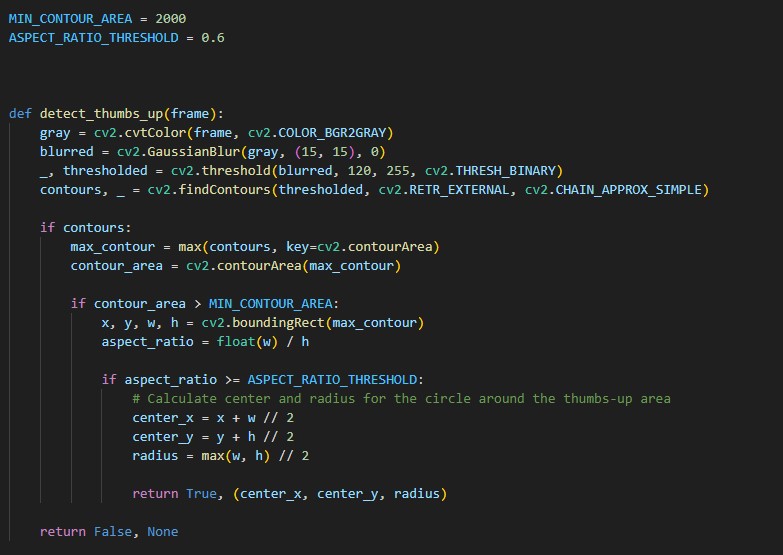 MIN_CONTOUR_AREA = 2000
ASPECT_RATIO_THRESHOLD = 0.6
def detect_thumbs_up(frame):
    gray = cv2.cvtColor(frame, cv2.COLOR_BGR2GRAY)
    blurred = cv2.GaussianBlur(gray, (15, 15), 0)
    _, thresholded = cv2.threshold(blurred, 120, 255, cv2.THRESH_BINARY)
    contours, _ = cv2.findContours(thresholded, cv2.RETR_EXTERNAL, cv2.CHAIN_APPROX_SIMPLE)
    if contours:
        max_contour = max(contours, key=cv2.contourArea)
        contour_area = cv2.contourArea(max_contour)
        if contour_area > MIN_CONTOUR_AREA:
            x, y, w, h = cv2.boundingRect(max_contour)
            aspect_ratio = float(w) / h
            if aspect_ratio >= ASPECT_RATIO_THRESHOLD:
                # Calculate center and radius for the circle around the thumbs-up area
                center_x = x + w // 2
                center_y = y + h // 2
                radius = max(w, h) // 2
                return True, (center_x, center_y, radius)
    return False, None